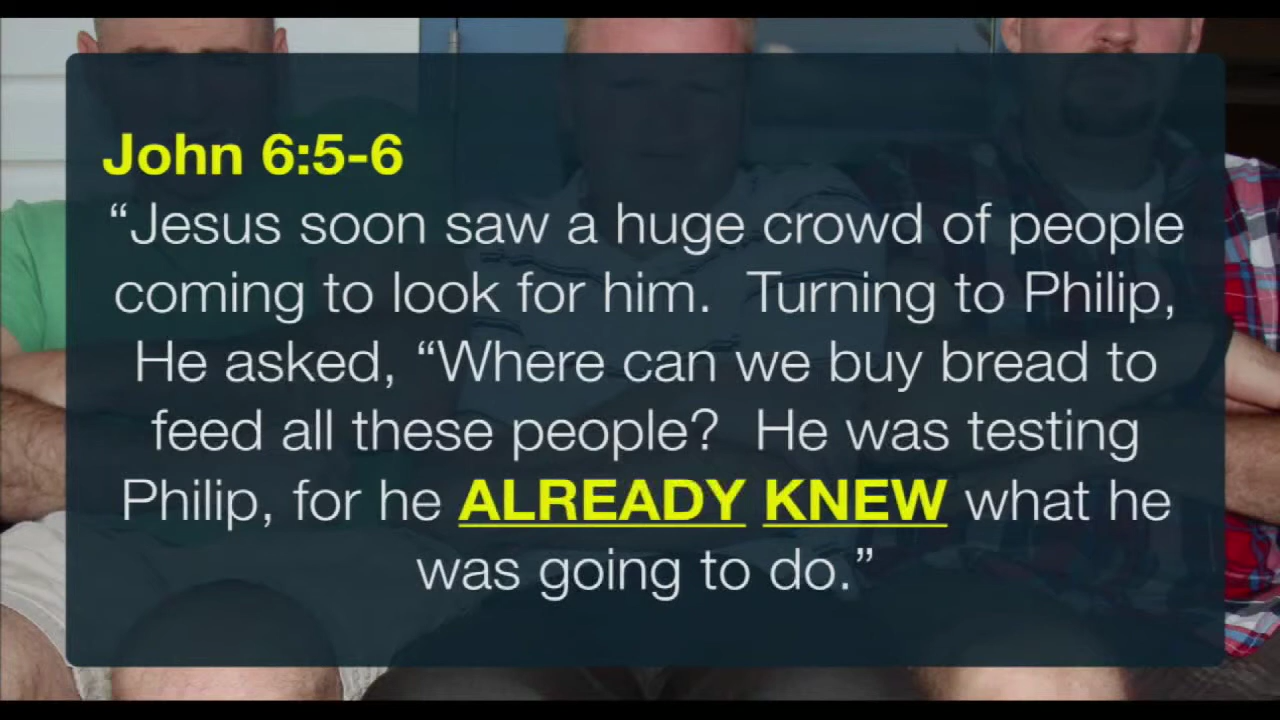 John 6:5-6
“Jesus soon saw a huge crowd of people
coming to look for him.  Turning to Philip,
He asked, “Where can we buy bread to
feed all these people?  He was testing
Philip, for he ALREADY KNEW what he
was going to do.”